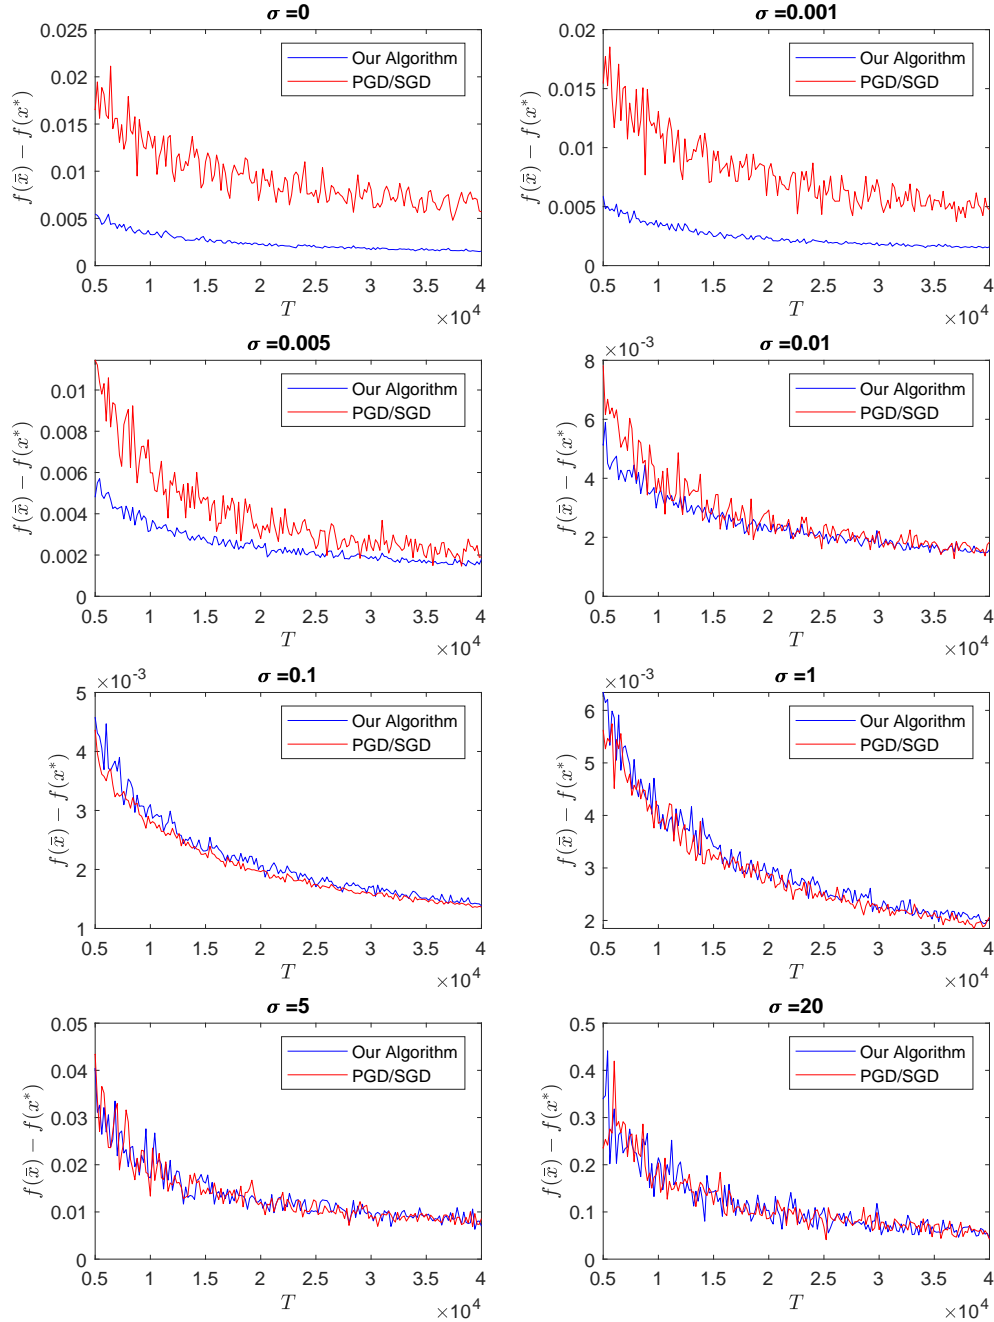 σ =0
0.025
0.02
0.015
0.01
0.005
0
f(x̄) − f(x*)
Our Algorithm
PGD/SGD
0.5 1 1.5 2 2.5 3 3.5 4
T
×10⁴
σ =0.001
0.02
0.015
0.01
0.005
0
f(x̄) − f(x*)
Our Algorithm
PGD/SGD
0.5 1 1.5 2 2.5 3 3.5 4
T
×10⁴
σ =0.005
0.01
0.008
0.006
0.004
0.002
0
f(x̄) − f(x*)
Our Algorithm
PGD/SGD
0.5 1 1.5 2 2.5 3 3.5 4
T
×10⁴
σ =0.01
×10⁻³
8
6
4
2
0
f(x̄) − f(x*)
Our Algorithm
PGD/SGD
0.5 1 1.5 2 2.5 3 3.5 4
T
×10⁴
σ =0.1
×10⁻³
5
4
3
2
1
f(x̄) − f(x*)
Our Algorithm
PGD/SGD
0.5 1 1.5 2 2.5 3 3.5 4
T
×10⁴
σ =1
×10⁻³
6
5
4
3
2
f(x̄) − f(x*)
Our Algorithm
PGD/SGD
0.5 1 1.5 2 2.5 3 3.5 4
T
×10⁴
σ =5
0.05
0.04
0.03
0.02
0.01
0
f(x̄) − f(x*)
Our Algorithm
PGD/SGD
0.5 1 1.5 2 2.5 3 3.5 4
T
×10⁴
σ =20
0.5
0.4
0.3
0.2
0.1
0
f(x̄) − f(x*)
Our Algorithm
PGD/SGD
0.5 1 1.5 2 2.5 3 3.5 4
T
×10⁴